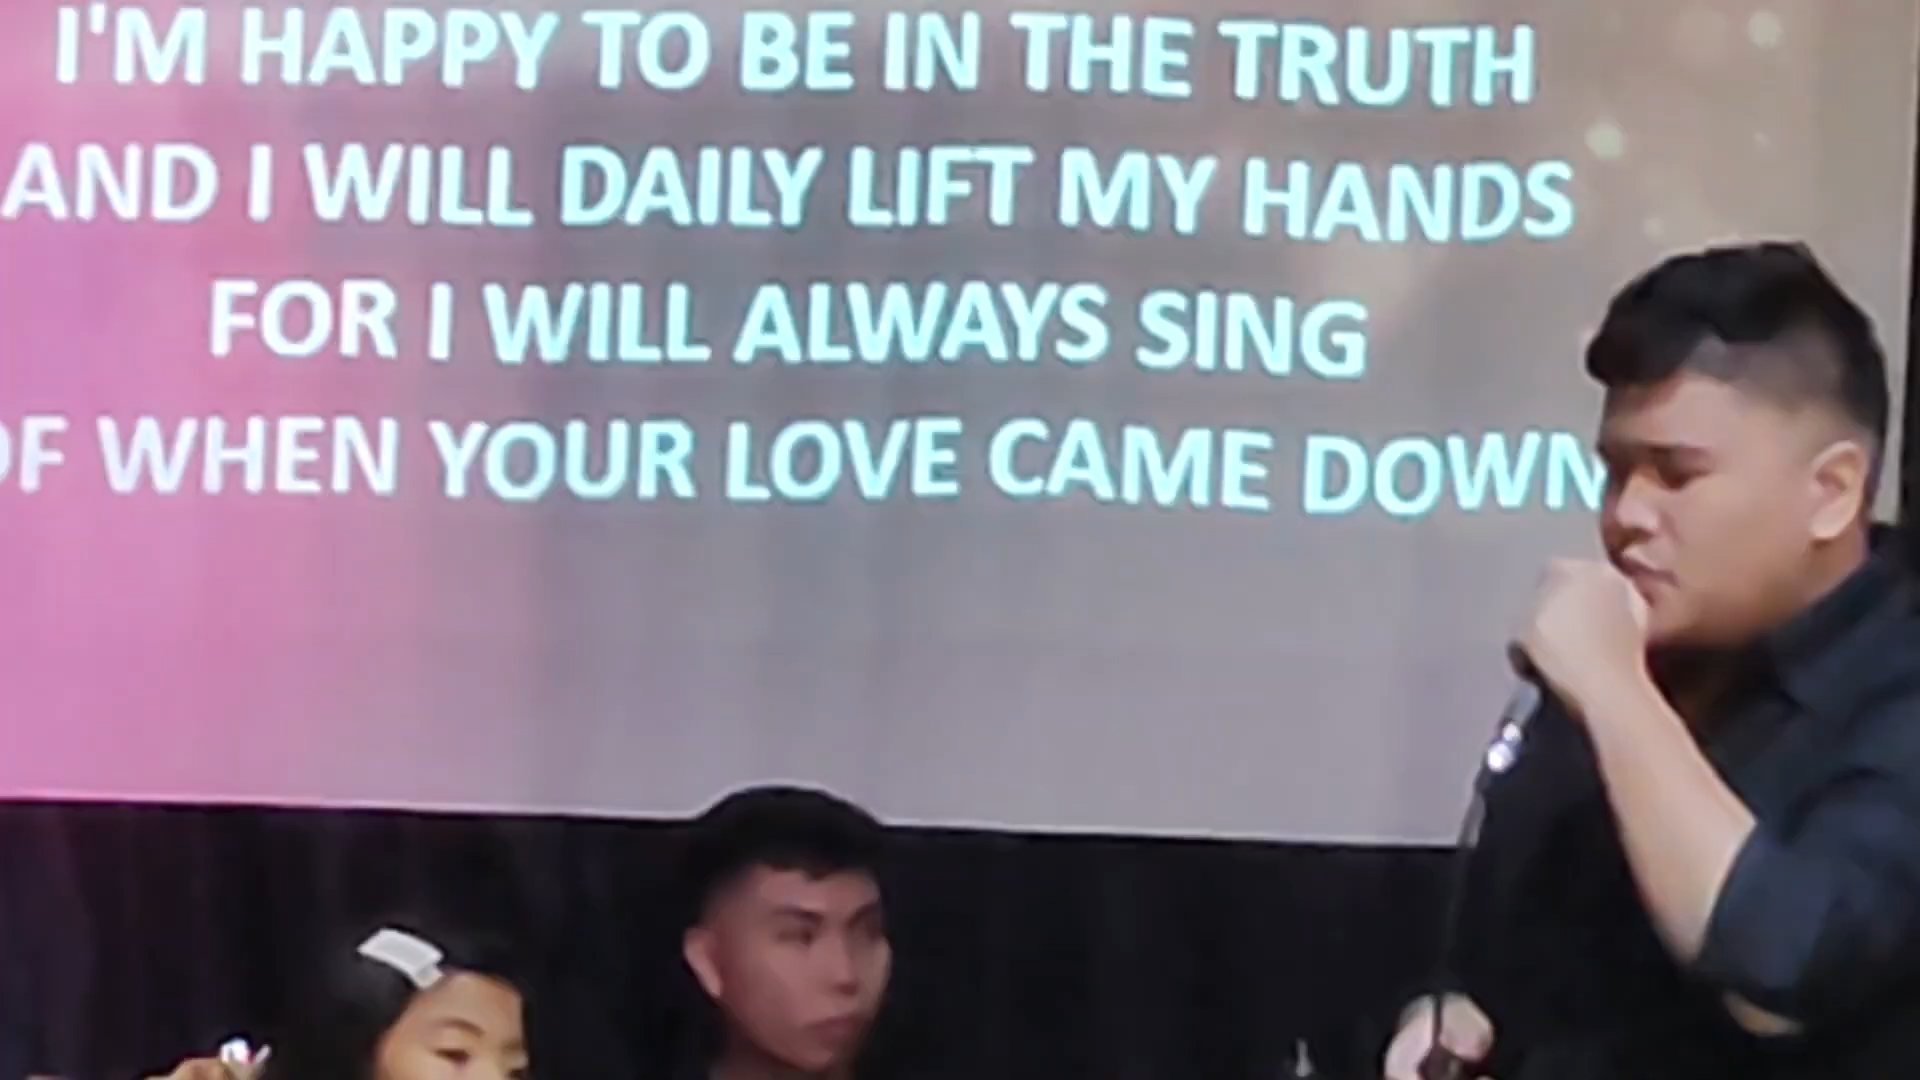 I'M HAPPY TO BE IN THE TRUTH
AND I WILL DAILY LIFT MY HANDS
FOR I WILL ALWAYS SING
OF WHEN YOUR LOVE CAME DOWN